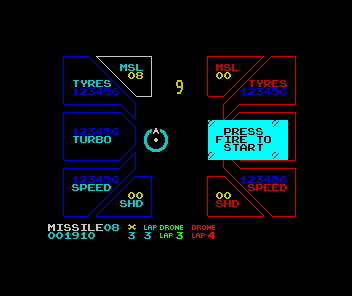 MSL
08
TYRES
123456
9
MSL
00
TYRES
123456
123456
TURBO
PRESS
FIRE TO
START
123456
SPEED
00
SHD
123456
SPEED
00
SHD
MISSILE08 LAP DRONE DRONE
001910 3 3 LAP 3 LAP 4